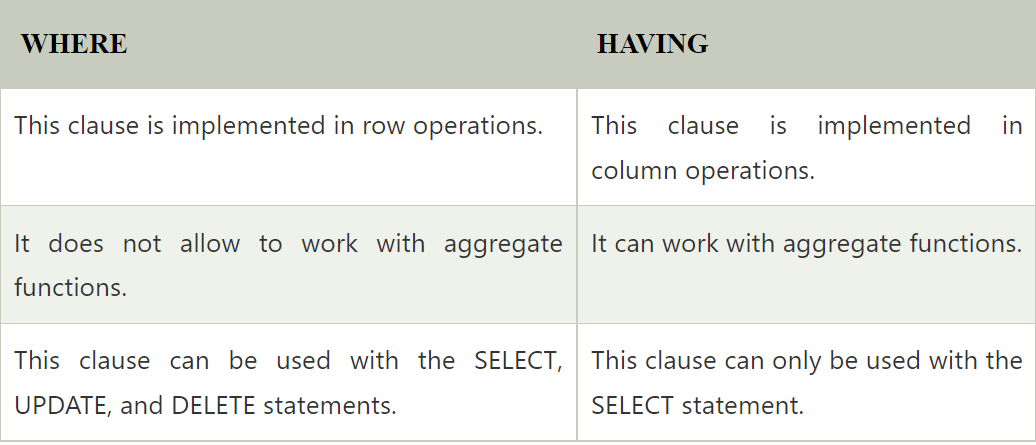 WHERE
HAVING
This clause is implemented in row operations.
This clause is implemented in
column operations.
It does not allow to work with aggregate
functions.
It can work with aggregate functions.
This clause can be used with the SELECT,
UPDATE, and DELETE statements.
This clause can only be used with the
SELECT statement.